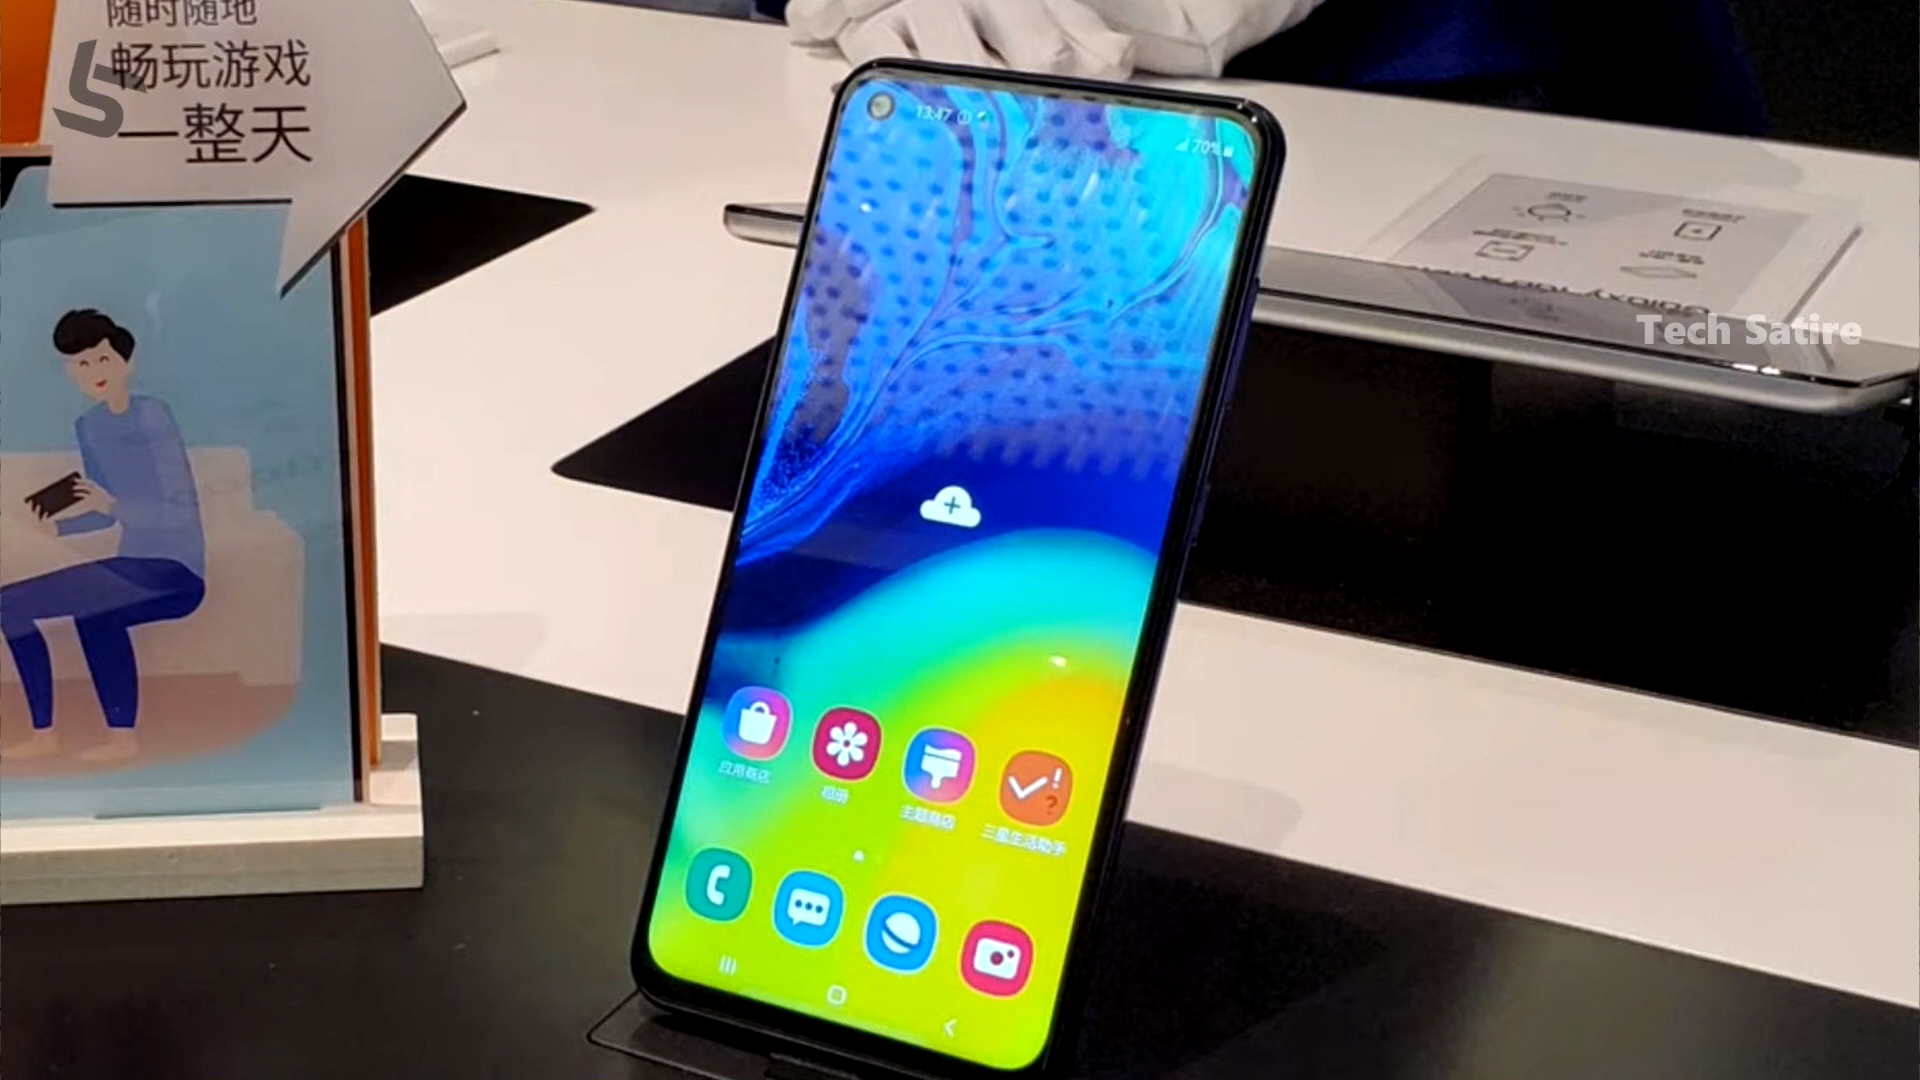 随时随地
畅玩游戏
一整天
13:47
70%
Tech Satire
应用商店
相册
主题商店
三星生活助手